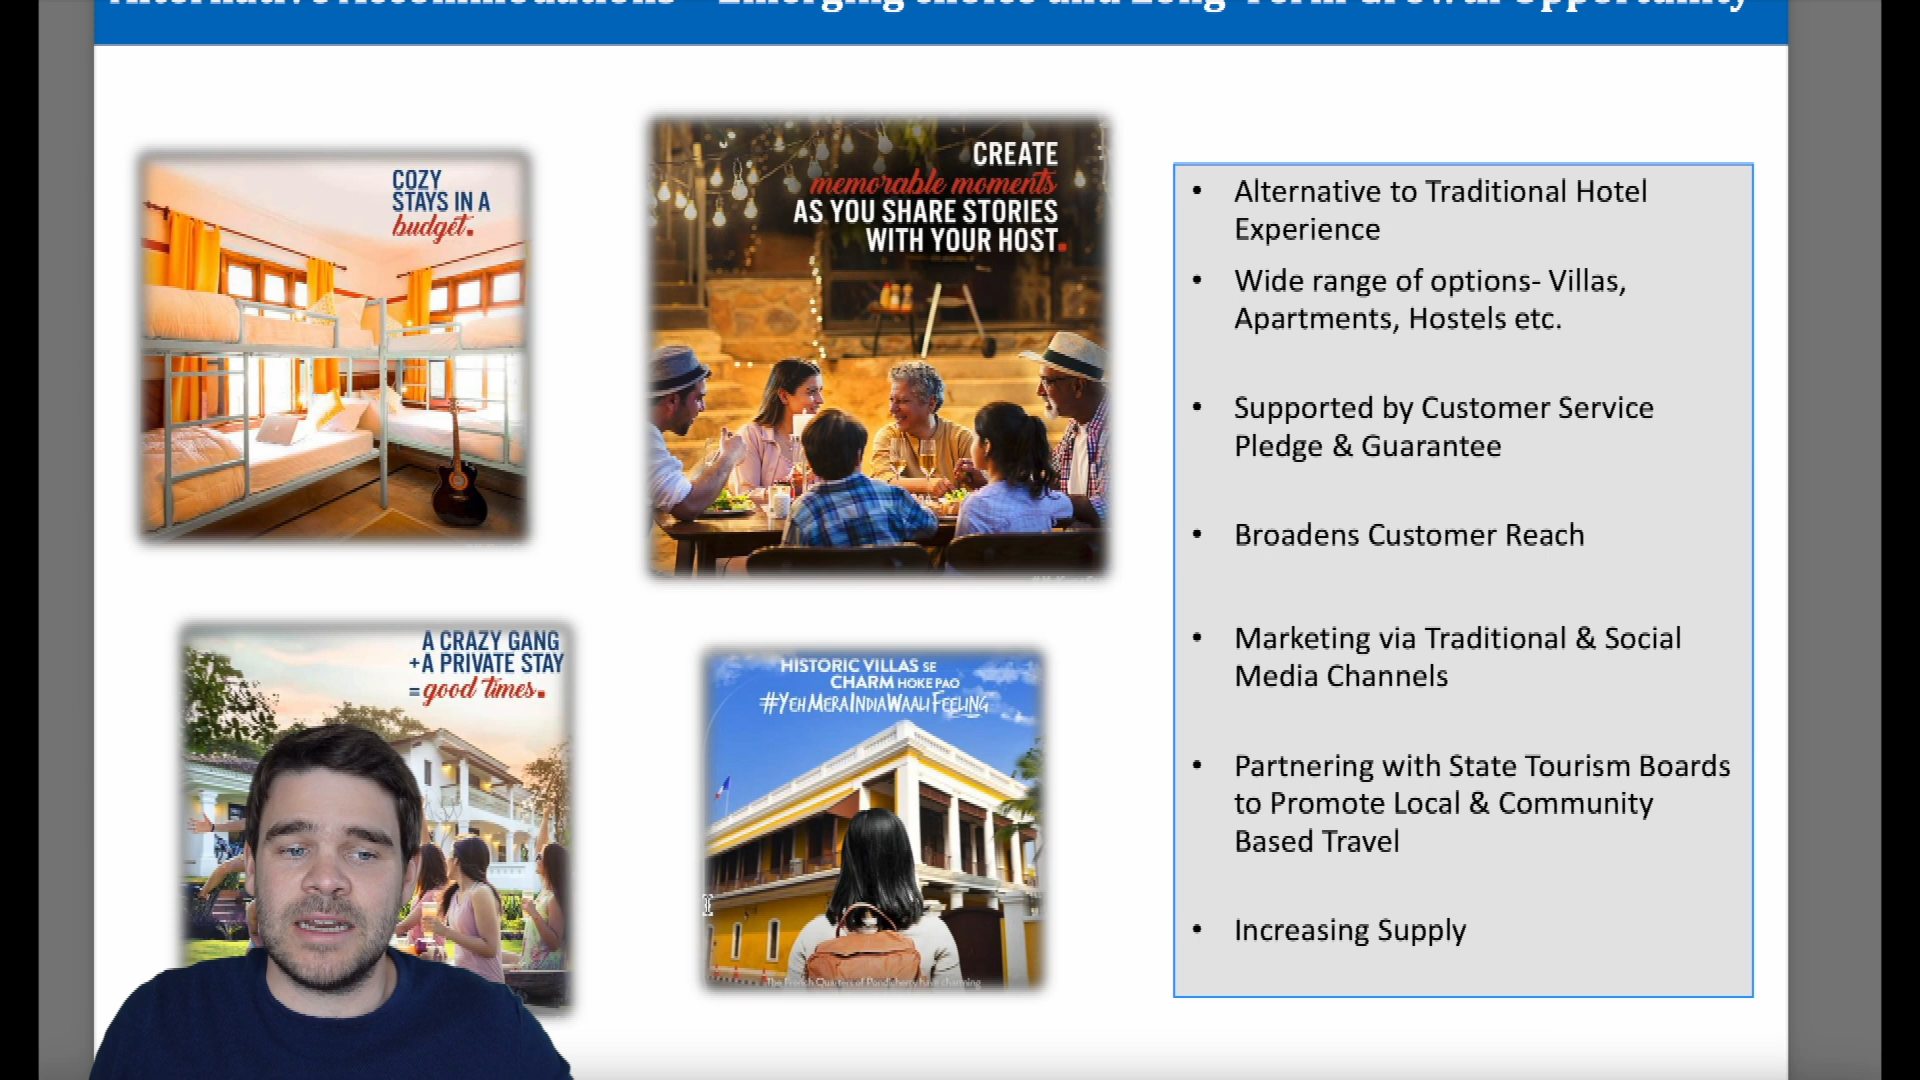 Alternative Accommodations – Emerging choice and Long-Term Growth Opportunity
COZY
STAYS IN A
budget.
CREATE
memorable moments
AS YOU SHARE STORIES
WITH YOUR HOST.
A CRAZY GANG
+A PRIVATE STAY
=good times.
HISTORIC VILLAS SE
CHARM HOKE PAO
#YEHMERAINDIAWAALIFEELING
The French Quarters of Pondicherry have charming
• Alternative to Traditional Hotel
Experience
• Wide range of options- Villas,
Apartments, Hostels etc.
• Supported by Customer Service
Pledge & Guarantee
• Broadens Customer Reach
• Marketing via Traditional & Social
Media Channels
• Partnering with State Tourism Boards
to Promote Local & Community
Based Travel
• Increasing Supply